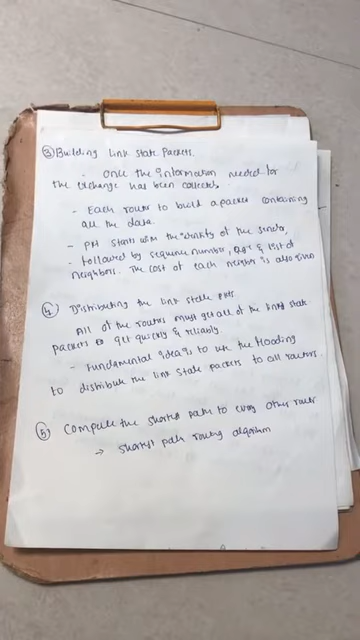 ③ Building link state packets.
- Once the information needed for
the exchange has been collected,
- Each router to build a packet containing
all the data.
- pkt starts with the identity of the sender,
- followed by sequence number, age & list of
neighbors. The cost of each neighbor is also given
④ Distributing the link state pkts
All of the routers must get all of the link state
packets to get quickly & reliably.
- Fundamental idea is to use the flooding
to distribute the link state packets to all routers.
⑤ Compute the shortest path to every other router
→ shortest path routing algorithm